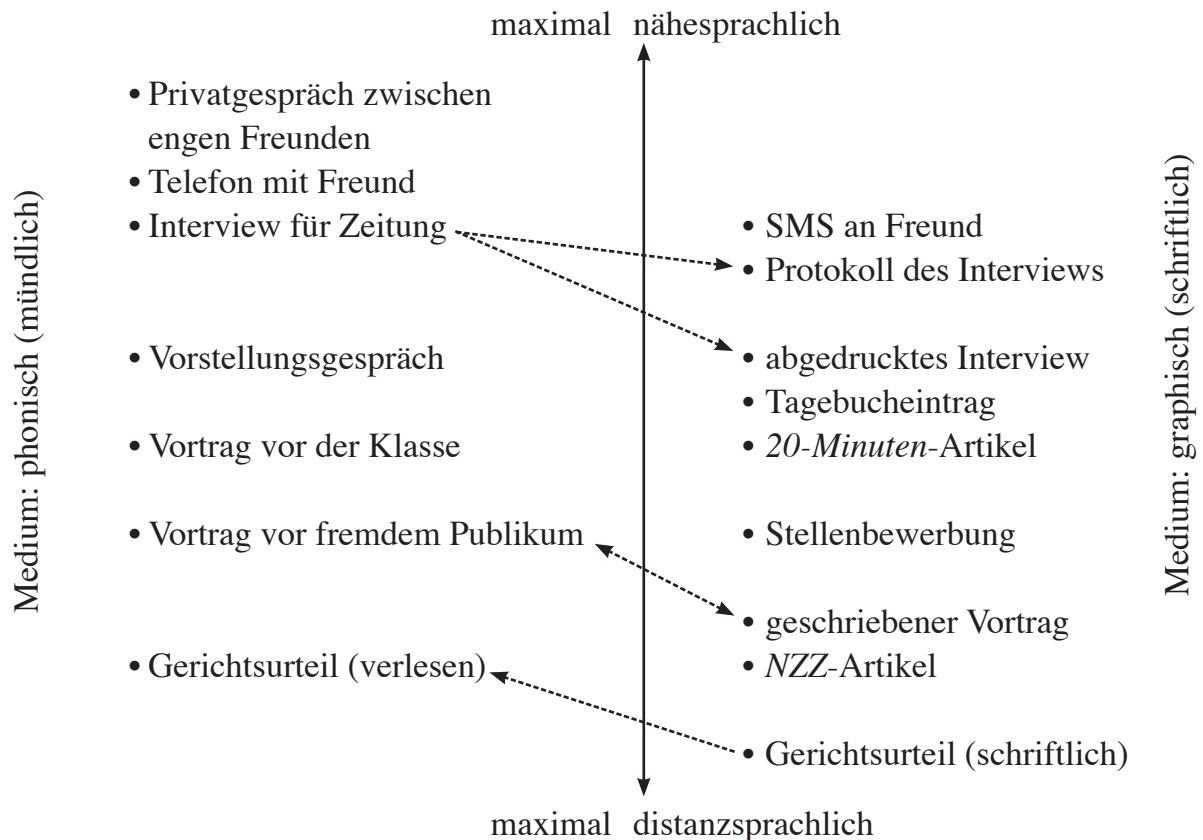 maximal nähesprachlich
• Privatgespräch zwischen
engen Freunden
• Telefon mit Freund
• Interview für Zeitung
• Vorstellungsgespräch
• Vortrag vor der Klasse
• Vortrag vor fremdem Publikum
• Gerichtsurteil (verlesen)
Medium: phonisch (mündlich)
• SMS an Freund
• Protokoll des Interviews
• abgedrucktes Interview
• Tagebucheintrag
• 20-Minuten-Artikel
• Stellenbewerbung
• geschriebener Vortrag
• NZZ-Artikel
• Gerichtsurteil (schriftlich)
Medium: graphisch (schriftlich)
maximal distanzsprachlich